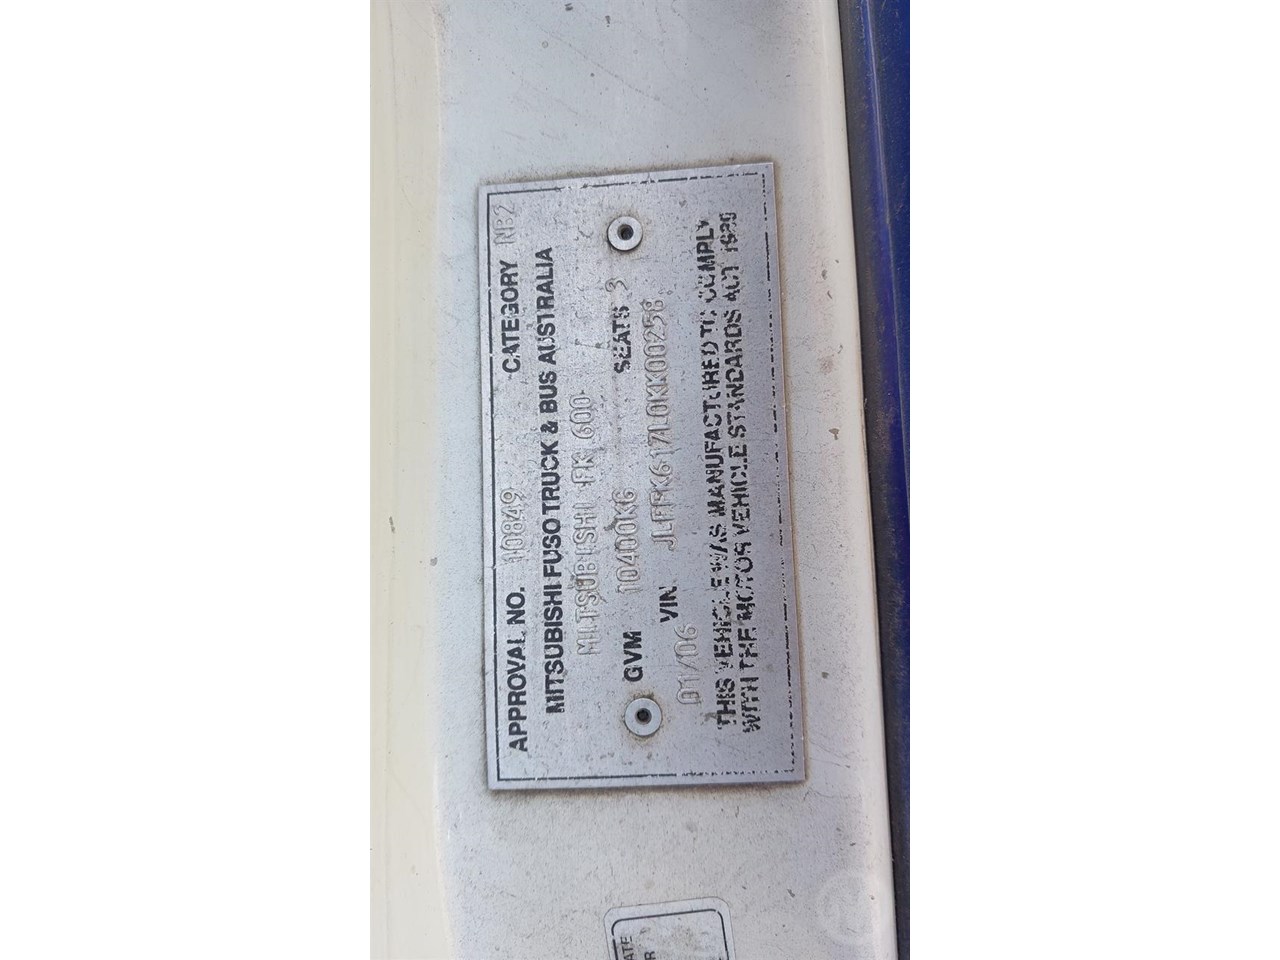 APPROVAL NO. 10849 CATEGORY NB2
MITSUBISHI FUSO TRUCK & BUS AUSTRALIA
MITSUBISHI FK 600
GVM 10400KG SEATS 3
VIN JLFFK617L0KK00258
01/06
THIS VEHICLE WAS MANUFACTURED TO COMPLY
WITH THE MOTOR VEHICLE STANDARDS ACT 1989
ATE
R